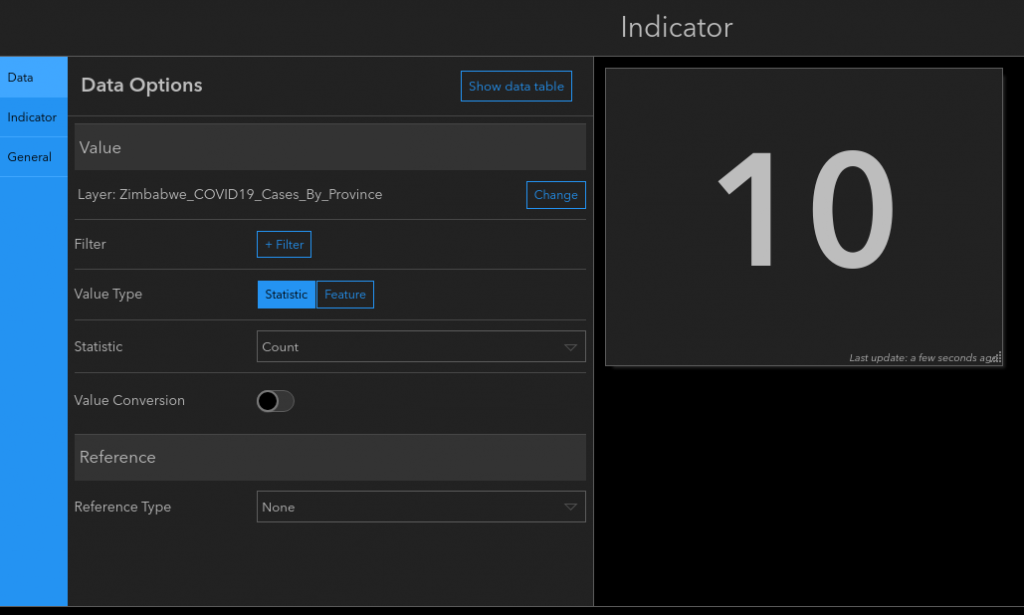 Indicator
Data
Indicator
General
Data Options
Show data table
Value
Layer: Zimbabwe_COVID19_Cases_By_Province
Change
Filter
+ Filter
Value Type
Statistic
Feature
Statistic
Count
Value Conversion
Reference
Reference Type
None
10
Last update: a few seconds ago